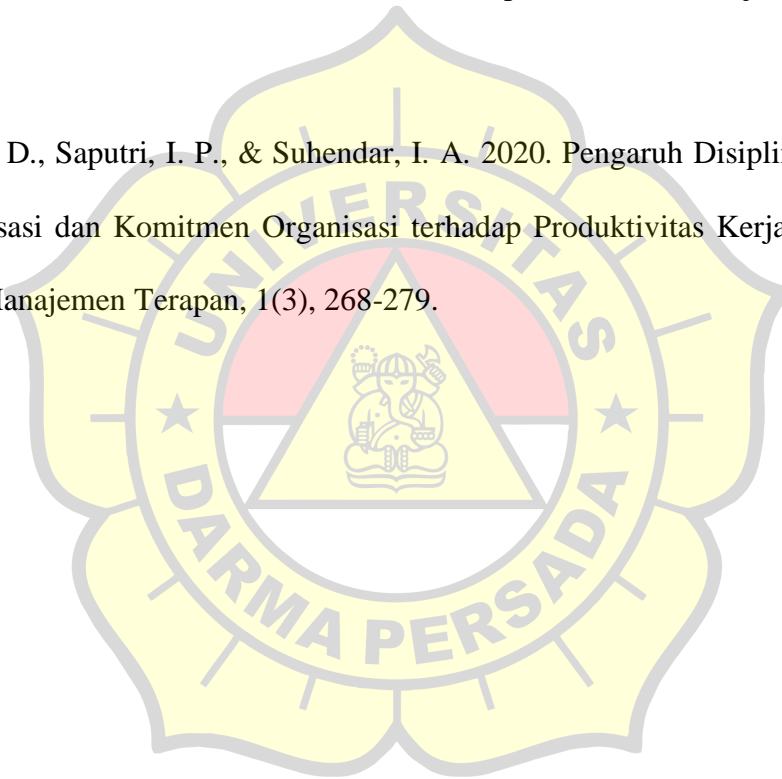 D., Saputri, I. P., & Suhendar, I. A. 2020. Pengaruh Disiplin
sasi dan Komitmen Organisasi terhadap Produktivitas Kerja
Manajemen Terapan, 1(3), 268-279.
UNIVERSITAS
DARMA PERSADA